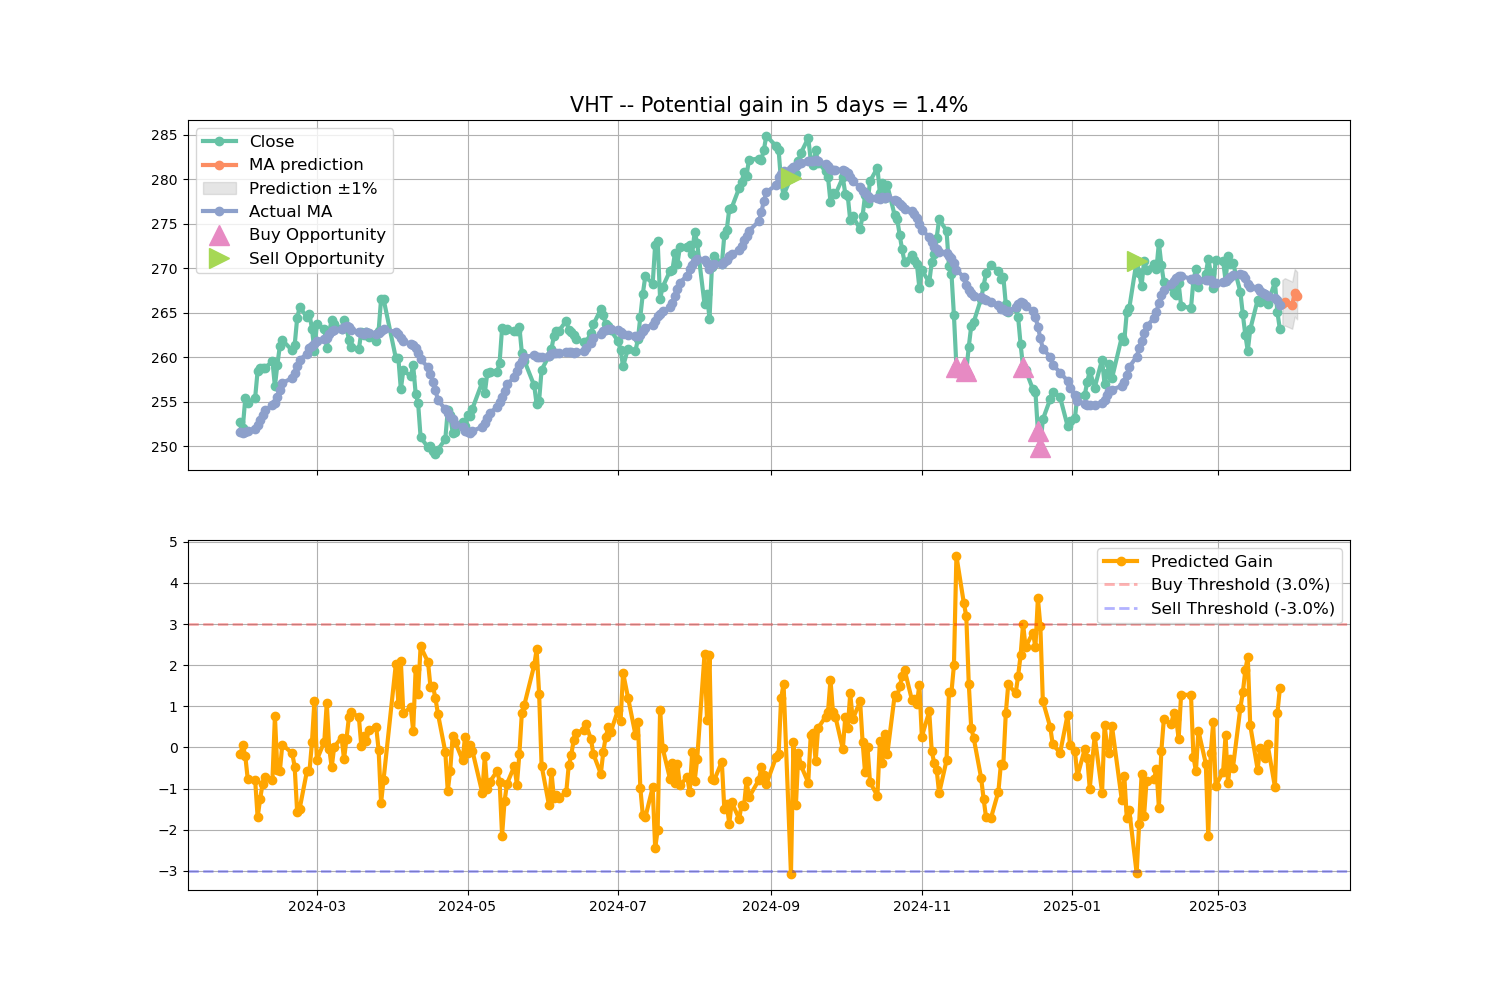 VHT -- Potential gain in 5 days = 1.4%
285
280
275
270
265
260
255
250
Close
MA prediction
Prediction ±1%
Actual MA
Buy Opportunity
Sell Opportunity
5
4
3
2
1
0
−1
−2
−3
Predicted Gain
Buy Threshold (3.0%)
Sell Threshold (-3.0%)
2024-03
2024-05
2024-07
2024-09
2024-11
2025-01
2025-03